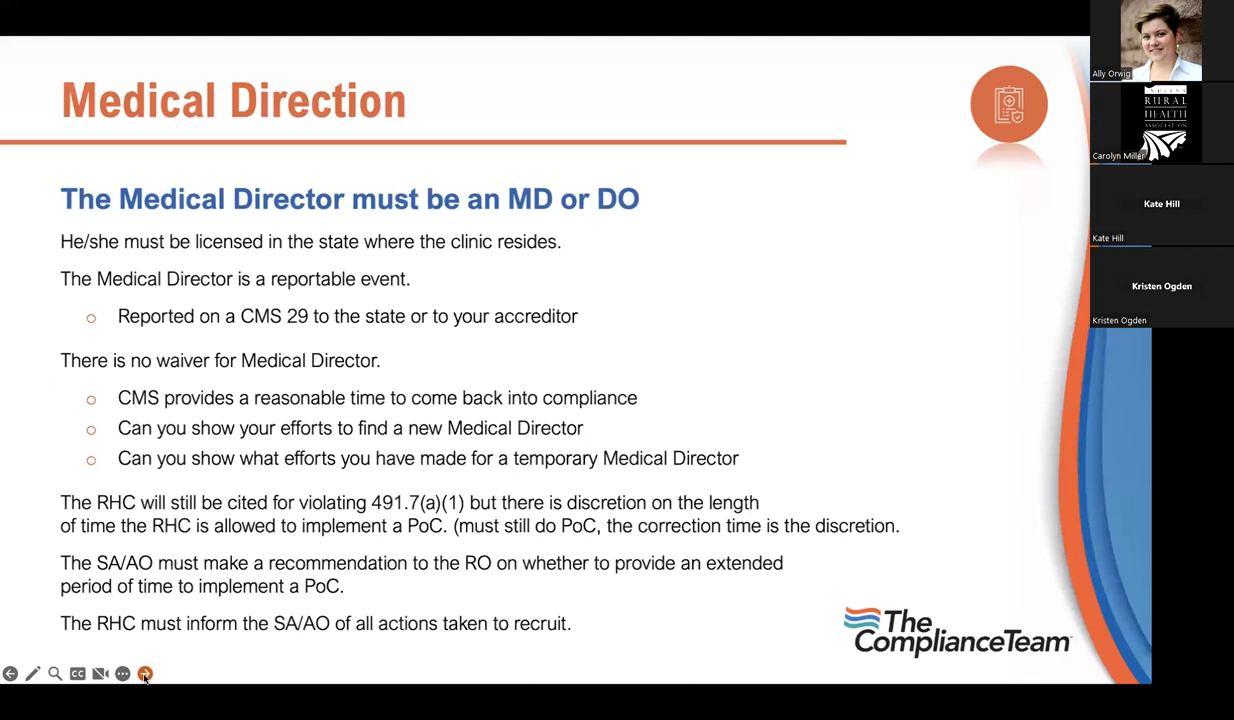 Medical Direction
The Medical Director must be an MD or DO
He/she must be licensed in the state where the clinic resides.
The Medical Director is a reportable event.
Reported on a CMS 29 to the state or to your accreditor
There is no waiver for Medical Director.
CMS provides a reasonable time to come back into compliance
Can you show your efforts to find a new Medical Director
Can you show what efforts you have made for a temporary Medical Director
The RHC will still be cited for violating 491.7(a)(1) but there is discretion on the length
of time the RHC is allowed to implement a PoC. (must still do PoC, the correction time is the discretion.
The SA/AO must make a recommendation to the RO on whether to provide an extended
period of time to implement a PoC.
The RHC must inform the SA/AO of all actions taken to recruit.
The
ComplianceTeam
CC
Ally Orwig
INDIANA
RURAL
HEALTH
ASSOCIATION
Carolyn Miller
Kate Hill
Kate Hill
Kristen Ogden
Kristen Ogden